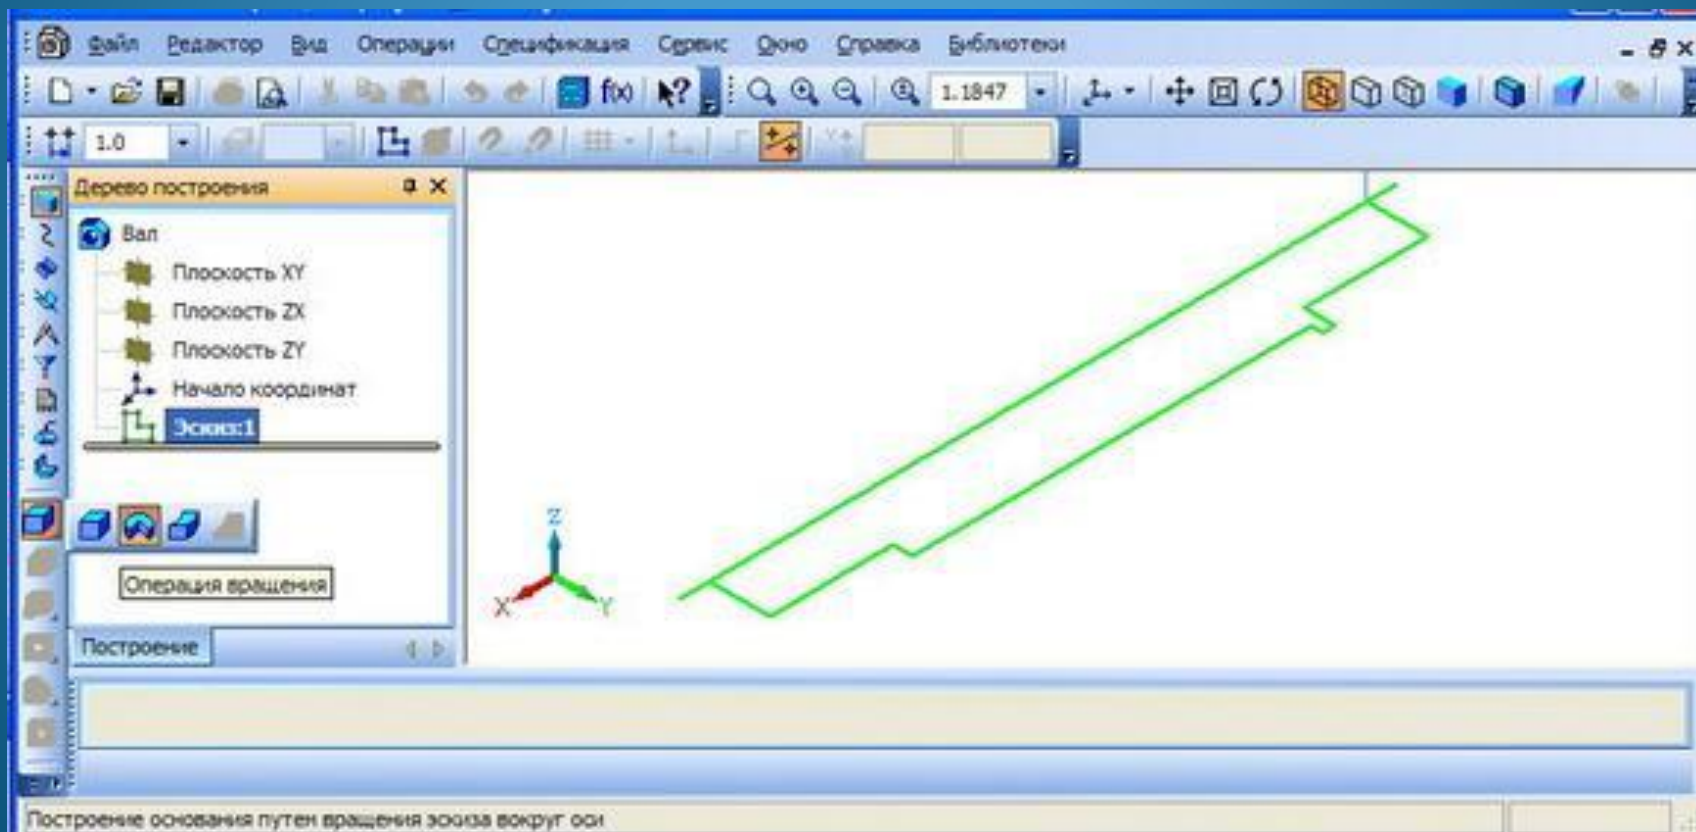 Файл Редактор Вид Операции Спецификация Сервис Окно Справка Библиотеки
f(x) 1.1847
1.0
Дерево построения
Вал
Плоскость XY
Плоскость ZX
Плоскость ZY
Начало координат
Эскиз:1
Операция вращения
Построение
Z
X
Y
Построение основания путем вращения эскиза вокруг оси